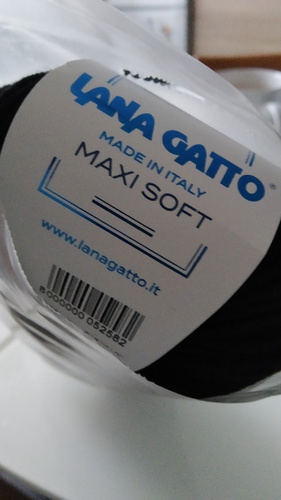 LANA GATTO®
MADE IN ITALY
MAXI SOFT
www.lanagatto.it
8000000 052582